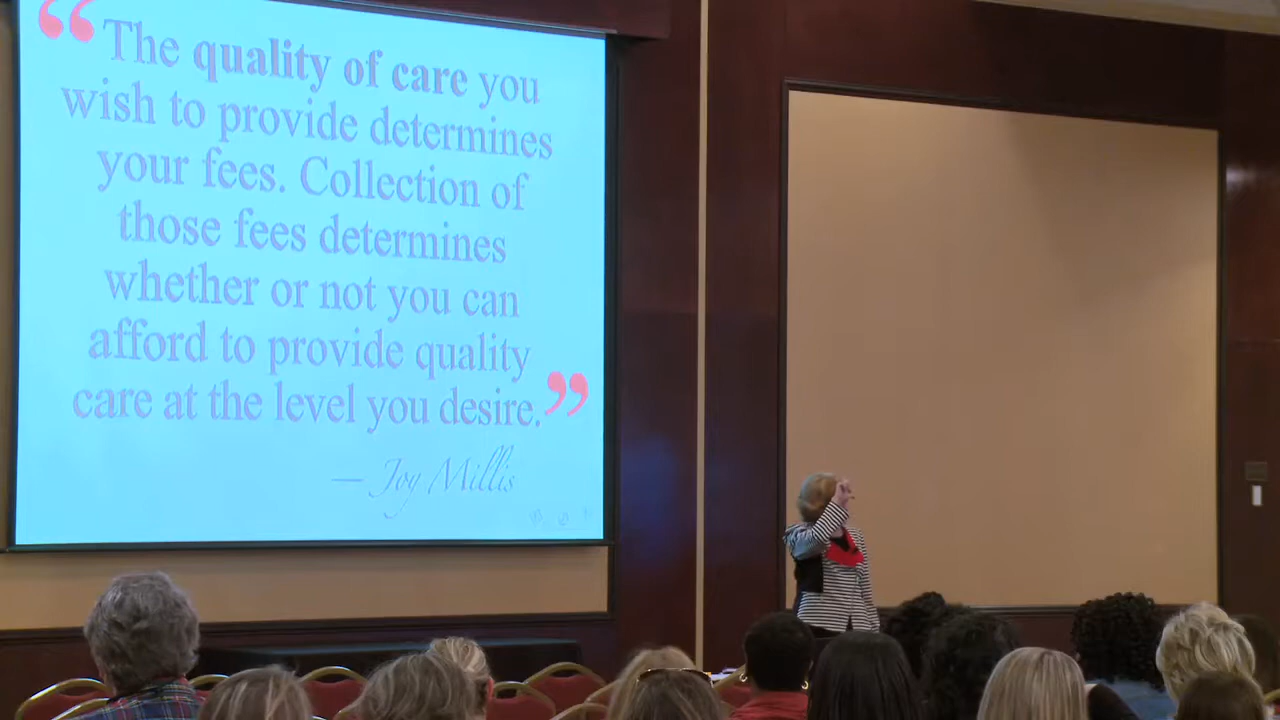 “The quality of care you
wish to provide determines
your fees. Collection of
those fees determines
whether or not you can
afford to provide quality
care at the level you desire.”
— Joy Millis